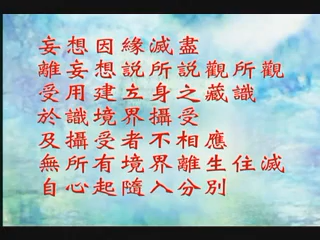 妄想因緣滅盡
離妄想說所說觀所觀
受用建立身之藏識
於識境界攝受
及攝受者不相應
無所有境界離生住滅
自心起隨入分別